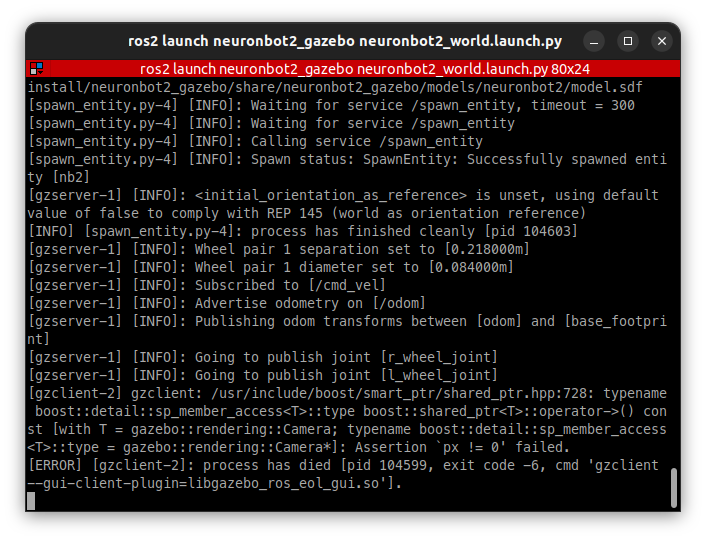 ros2 launch neuronbot2_gazebo neuronbot2_world.launch.py
ros2 launch neuronbot2_gazebo neuronbot2_world.launch.py 80x24
install/neuronbot2_gazebo/share/neuronbot2_gazebo/models/neuronbot2/model.sdf
[spawn_entity.py-4] [INFO]: Waiting for service /spawn_entity, timeout = 300
[spawn_entity.py-4] [INFO]: Waiting for service /spawn_entity
[spawn_entity.py-4] [INFO]: Calling service /spawn_entity
[spawn_entity.py-4] [INFO]: Spawn status: SpawnEntity: Successfully spawned enti
ty [nb2]
[gzserver-1] [INFO]: <initial_orientation_as_reference> is unset, using default
value of false to comply with REP 145 (world as orientation reference)
[INFO] [spawn_entity.py-4]: process has finished cleanly [pid 104603]
[gzserver-1] [INFO]: Wheel pair 1 separation set to [0.218000m]
[gzserver-1] [INFO]: Wheel pair 1 diameter set to [0.084000m]
[gzserver-1] [INFO]: Subscribed to [/cmd_vel]
[gzserver-1] [INFO]: Advertise odometry on [/odom]
[gzserver-1] [INFO]: Publishing odom transforms between [odom] and [base_footpri
nt]
[gzserver-1] [INFO]: Going to publish joint [r_wheel_joint]
[gzserver-1] [INFO]: Going to publish joint [l_wheel_joint]
[gzclient-2] gzclient: /usr/include/boost/smart_ptr/shared_ptr.hpp:728: typename
 boost::detail::sp_member_access<T>::type boost::shared_ptr<T>::operator->() con
st [with T = gazebo::rendering::Camera; typename boost::detail::sp_member_access
<T>::type = gazebo::rendering::Camera*]: Assertion `px != 0' failed.
[ERROR] [gzclient-2]: process has died [pid 104599, exit code -6, cmd 'gzclient
--gui-client-plugin=libgazebo_ros_eol_gui.so'].